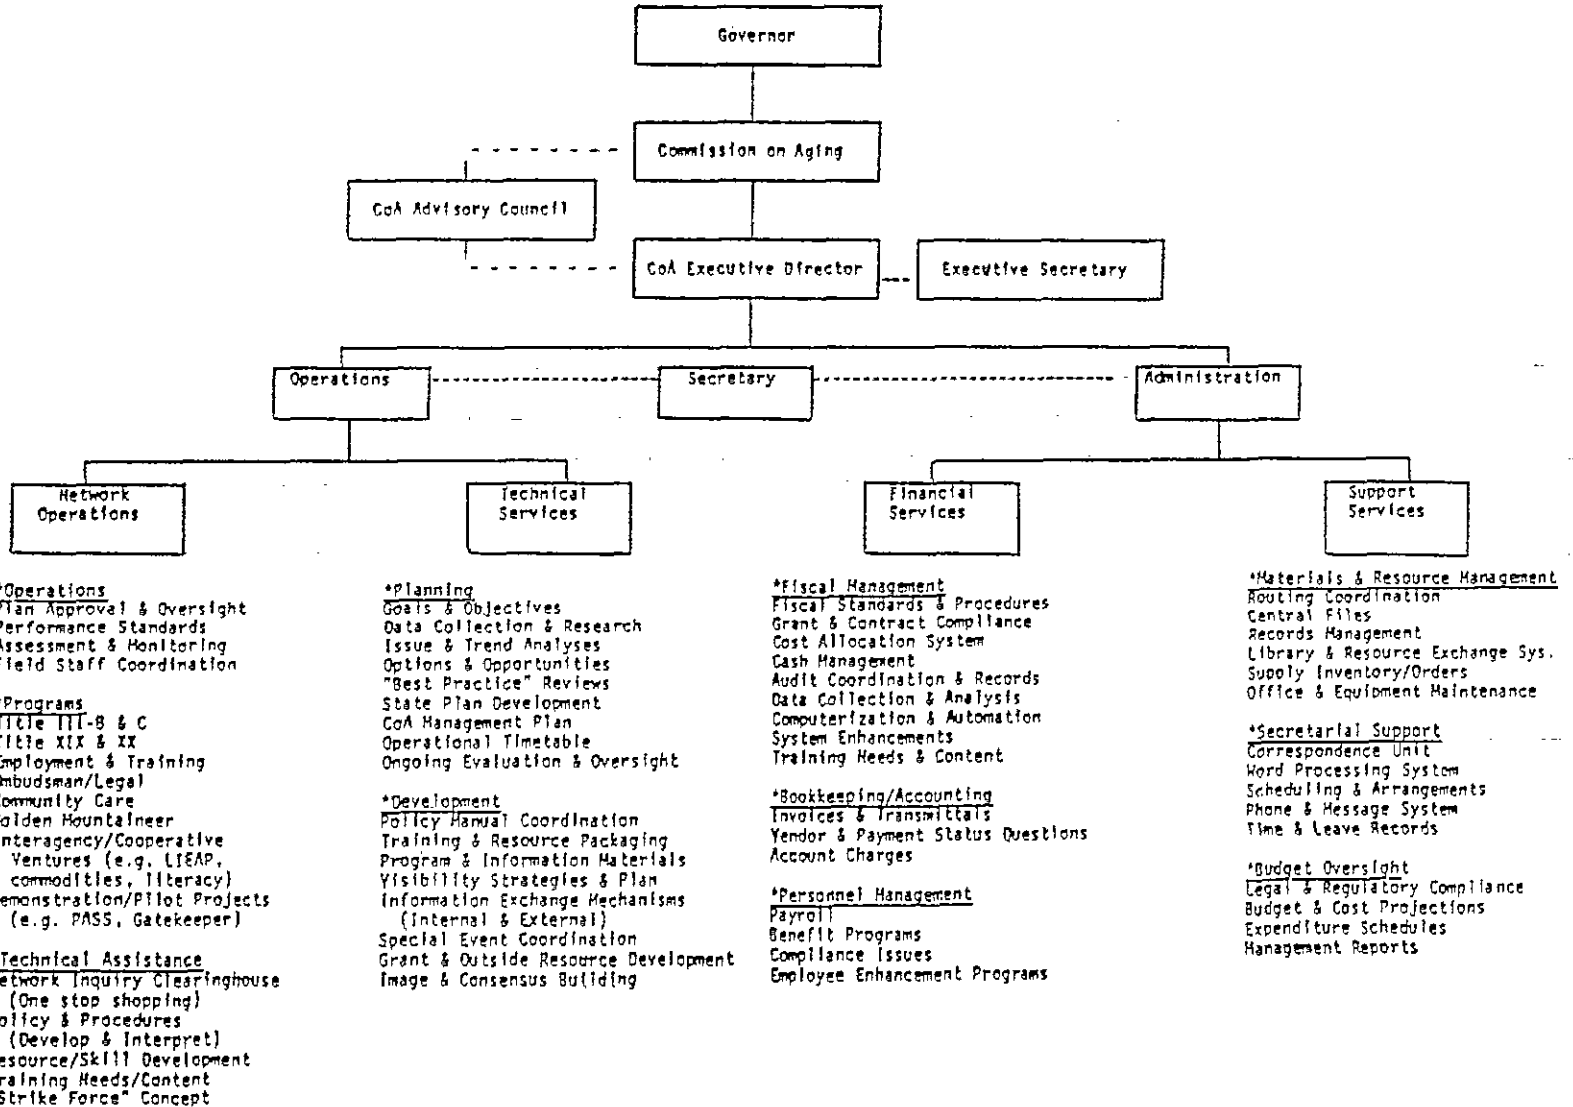 Governor
Commission on Aging
CoA Advisory Council
CoA Executive Director
Executive Secretary
Operations
Secretary
Administration
Network
Operations
Technical
Services
Financial
Services
Support
Services
*Operations
Plan Approval & Oversight
Performance Standards
Assessment & Monitoring
Field Staff Coordination
*Programs
Title III-B & C
Title XIX & XX
Employment & Training
Ombudsman/Legal
Community Care
Golden Mountaineer
Interagency/Cooperative
Ventures (e.g. LIEAP,
commodities, literacy)
Demonstration/Pilot Projects
(e.g. PASS, Gatekeeper)
Technical Assistance
Network Inquiry Clearinghouse
(One stop shopping)
Policy & Procedures
(Develop & Interpret)
Resource/Skill Development
Training Needs/Content
"Strike Force" Concept
*Planning
Goals & Objectives
Data Collection & Research
Issue & Trend Analyses
Options & Opportunities
"Best Practice" Reviews
State Plan Development
CoA Management Plan
Operational Timetable
Ongoing Evaluation & Oversight
*Development
Policy Manual Coordination
Training & Resource Packaging
Program & Information Materials
Visibility Strategies & Plan
Information Exchange Mechanisms
(Internal & External)
Special Event Coordination
Grant & Outside Resource Development
Image & Consensus Building
*Fiscal Management
Fiscal Standards & Procedures
Grant & Contract Compliance
Cost Allocation System
Cash Management
Audit Coordination & Records
Data Collection & Analysis
Computerization & Automation
System Enhancements
Training Needs & Content
*Bookkeeping/Accounting
Invoices & Transmittals
Vendor & Payment Status Questions
Account Charges
*Personnel Management
Payroll
Benefit Programs
Compliance Issues
Employee Enhancement Programs
*Materials & Resource Management
Routing Coordination
Central Files
Records Management
Library & Resource Exchange Sys.
Supply Inventory/Orders
Office & Equipment Maintenance
*Secretarial Support
Correspondence Unit
Word Processing System
Scheduling & Arrangements
Phone & Message System
Time & Leave Records
*Budget Oversight
Legal & Regulatory Compliance
Budget & Cost Projections
Expenditure Schedules
Management Reports